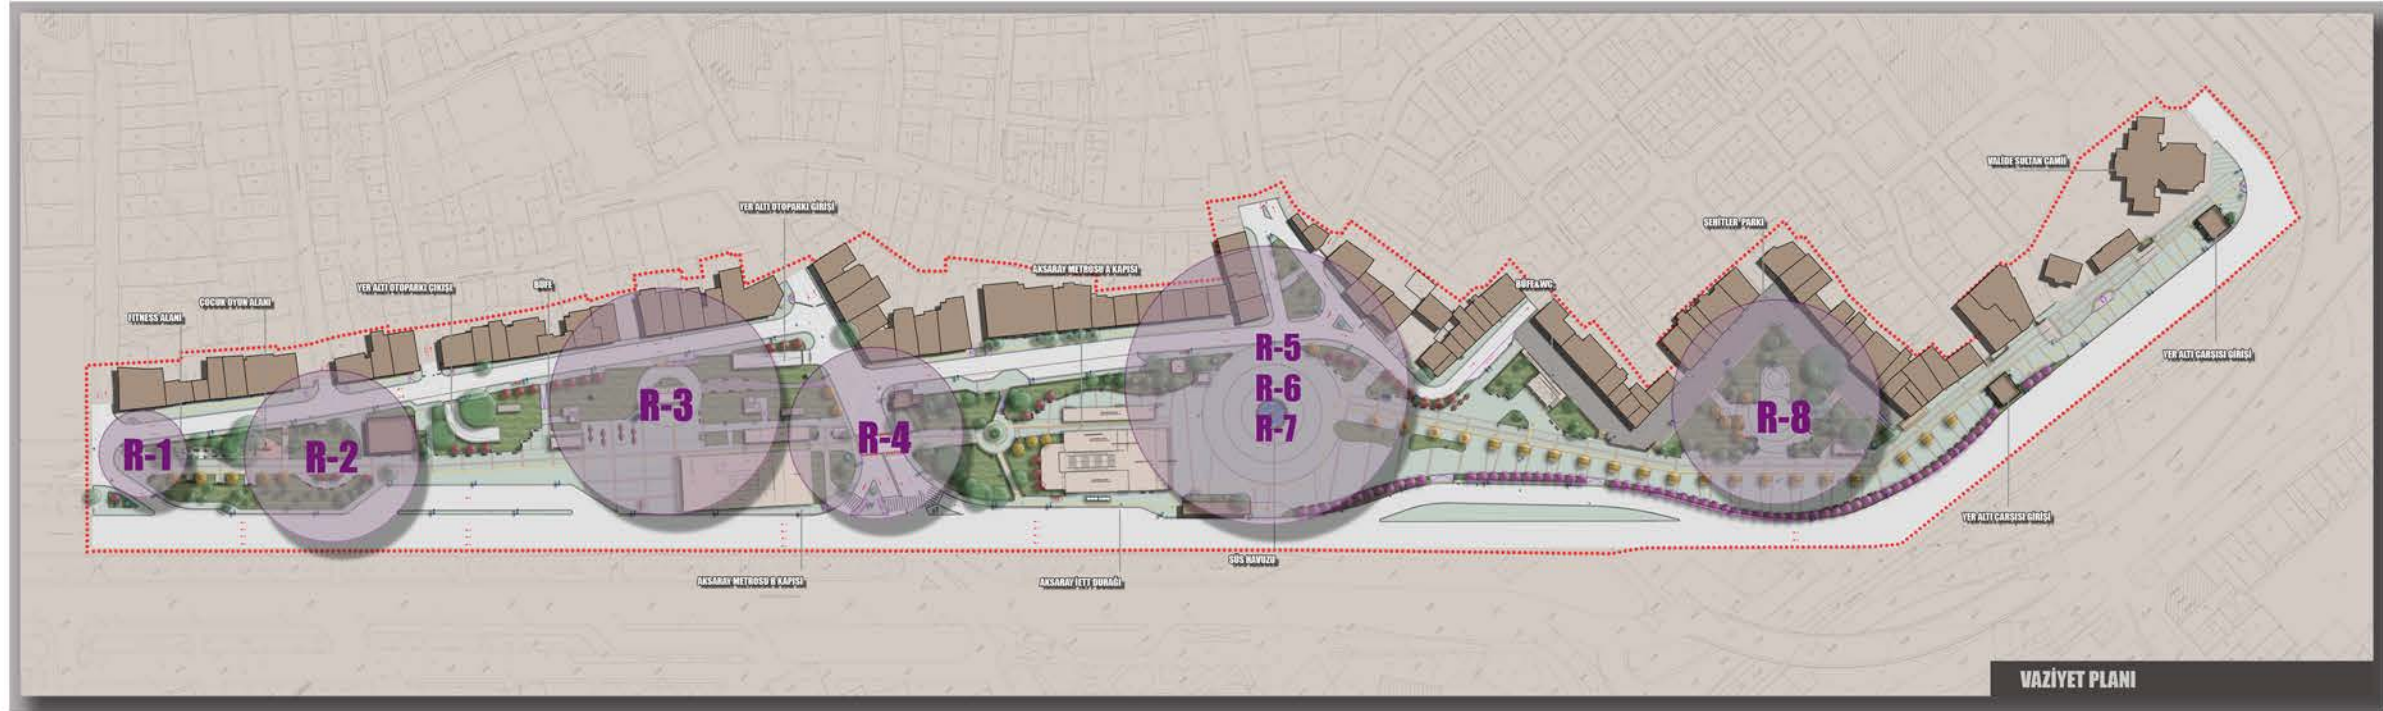 VALİDE SULTAN CAMİİ
YER ALTI OTOPARKI GİRİŞİ
ŞEHİTLER PARKI
AKSARAY METROSU A KAPISI
YER ALTI OTOPARKI ÇIKIŞI
BÜFE
BÜFE&WC
ÇOCUK OYUN ALANI
FITNESS ALANI
R-5
YER ALTI ÇARŞISI GİRİŞİ
R-6
R-3
R-8
R-7
R-4
R-1
R-2
YER ALTI ÇARŞISI GİRİŞİ
SÜS HAVUZU
AKSARAY METROSU B KAPISI
AKSARAY İETT DURAĞI
VAZİYET PLANI